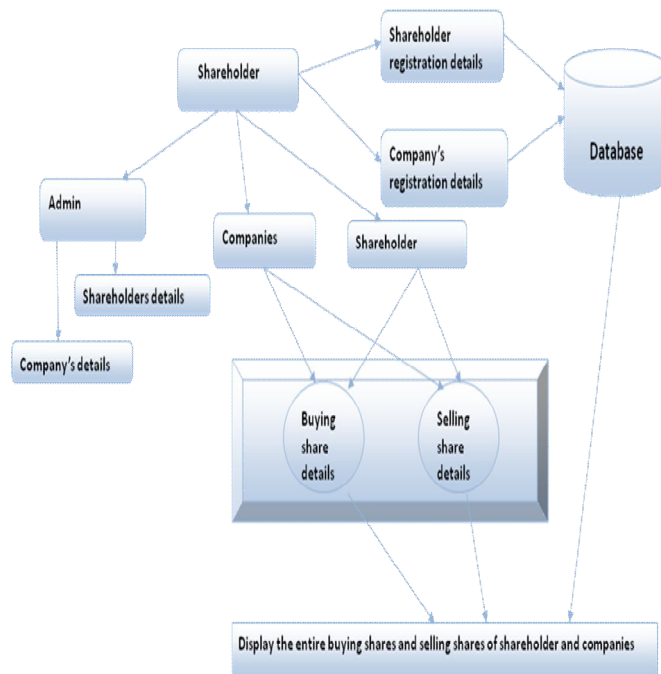 Shareholder
registration details
Shareholder
Company's
registration details
Database
Admin
Companies
Shareholder
Shareholders details
Company's details
Buying
share
details
Selling
share
details
Display the entire buying shares and selling shares of shareholder and companies